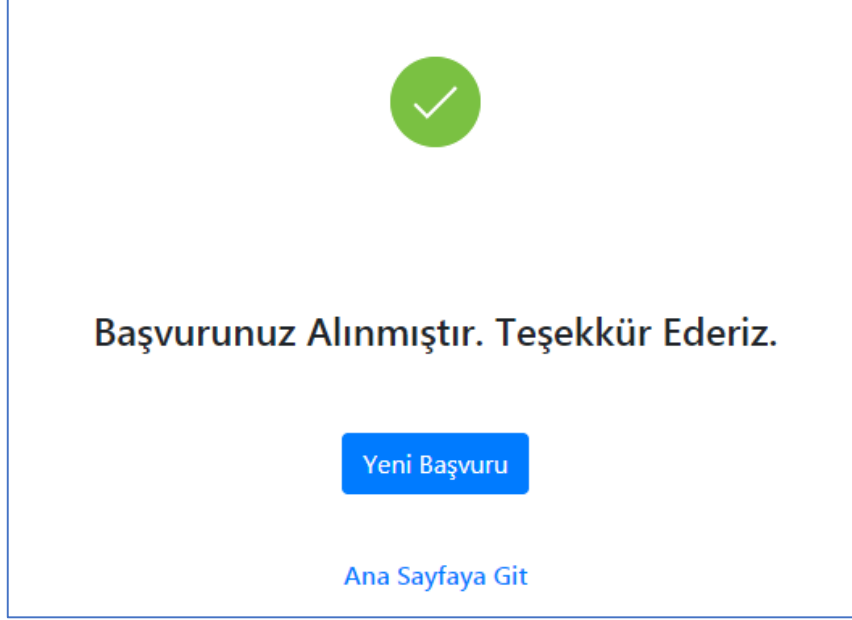 Başvurunuz Alınmıştır. Teşekkür Ederiz.
Yeni Başvuru
Ana Sayfaya Git